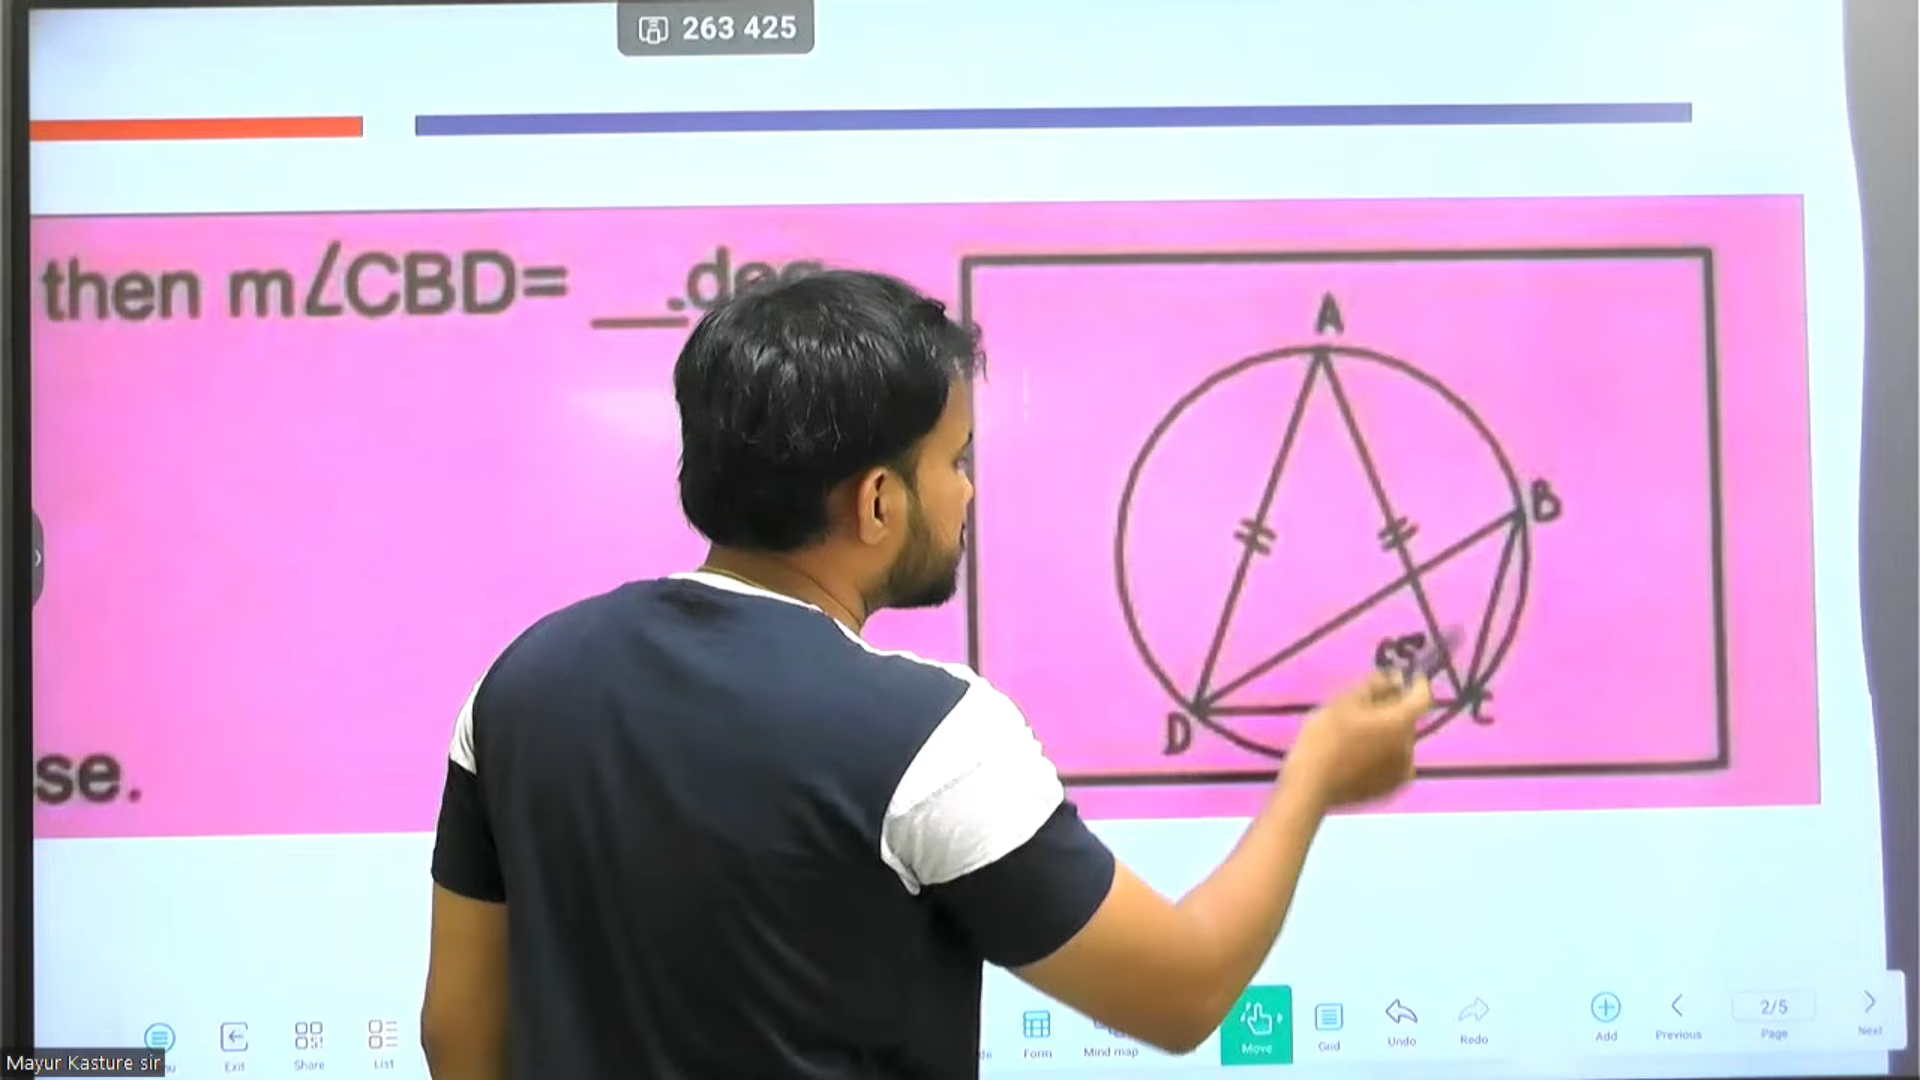 263 425
then m∠CBD= __.deg
A
B
55°
D
C
se.
Exit
Share
List
Form
Mind map
Move
Grid
Undo
Redo
Add
Previous
2/5
Page
Next
Mayur Kasture sir